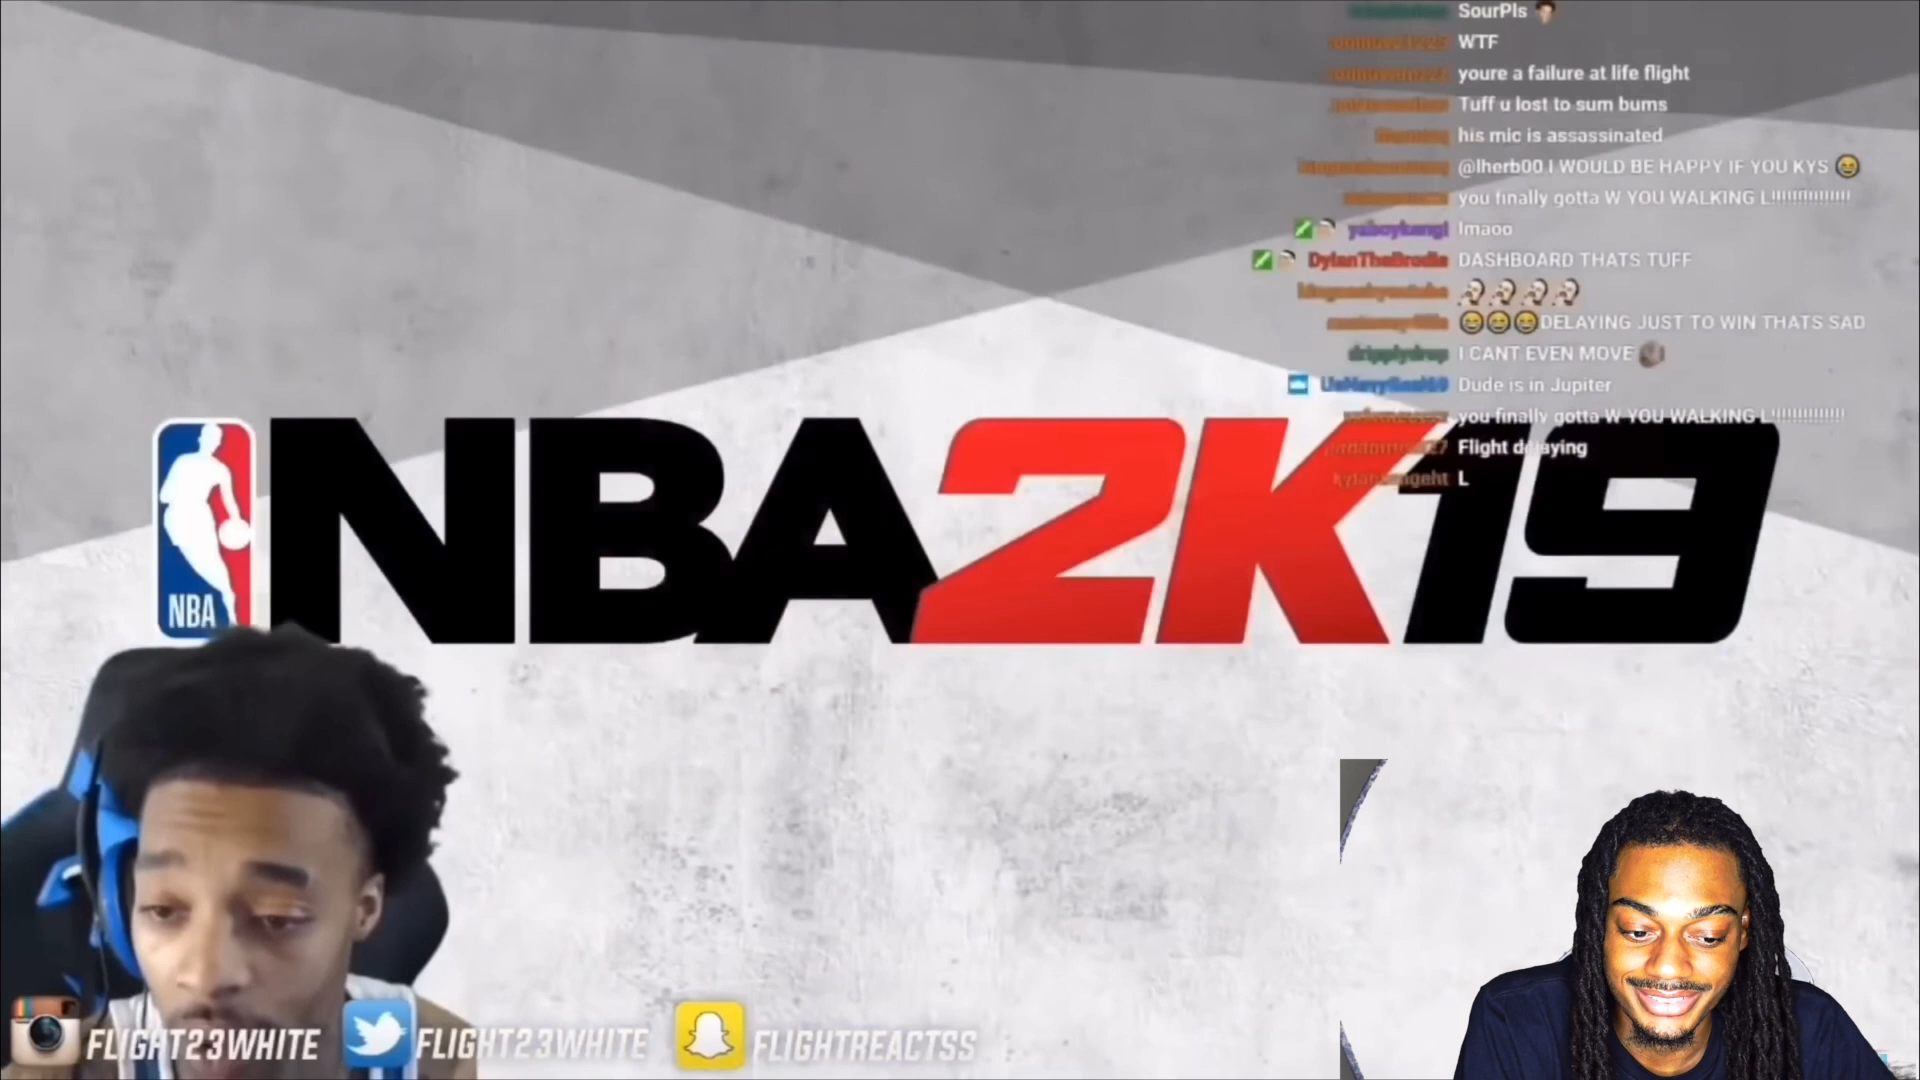 SourPls
WTF
youre a failure at life flight
Tuff u lost to sum bums
his mic is assassinated
@lherb00 I WOULD BE HAPPY IF YOU KYS
you finally gotta W YOU WALKING L!!!!!!!!!!!!!!!
yaboykangi lmaoo
DylanTheBrodie DASHBOARD THATS TUFF
DELAYING JUST TO WIN THATS SAD
dripplydrop I CANT EVEN MOVE
Dude is in Jupiter
you finally gotta W YOU WALKING L!!!!!!!!!!!!!!
Flight delaying
L
NBA 2K19
NBA
FLIGHT23WHITE
FLIGHT23WHITE
FLIGHTREACTSS